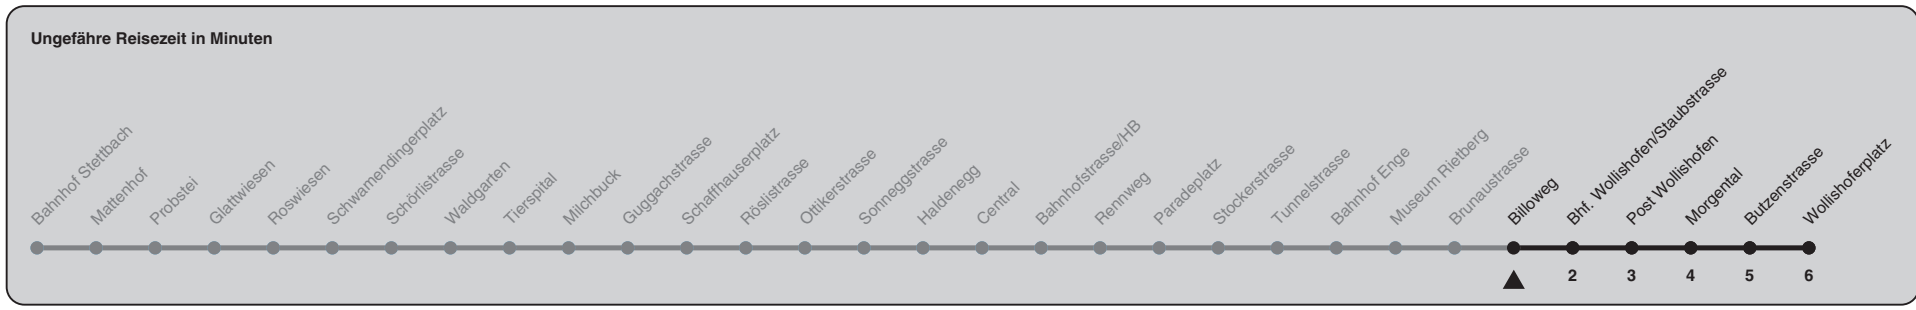 Ungefähre Reisezeit in Minuten
Bahnhof Stettbach
Mattenhof
Probstei
Glattwiesen
Roswiesen
Schwamendingerplatz
Schörlistrasse
Waldgarten
Tierspital
Milchbuck
Guggachstrasse
Schaffhauserplatz
Röslistrasse
Ottikerstrasse
Sonneggstrasse
Haldenegg
Central
Bahnhofstrasse/HB
Rennweg
Paradeplatz
Stockerstrasse
Tunnelstrasse
Bahnhof Enge
Museum Rietberg
Brunaustrasse
Billoweg
Bhf. Wollishofen/Staubstrasse
Post Wollishofen
Morgental
Butzenstrasse
Wollishoferplatz
2 3 4 5 6